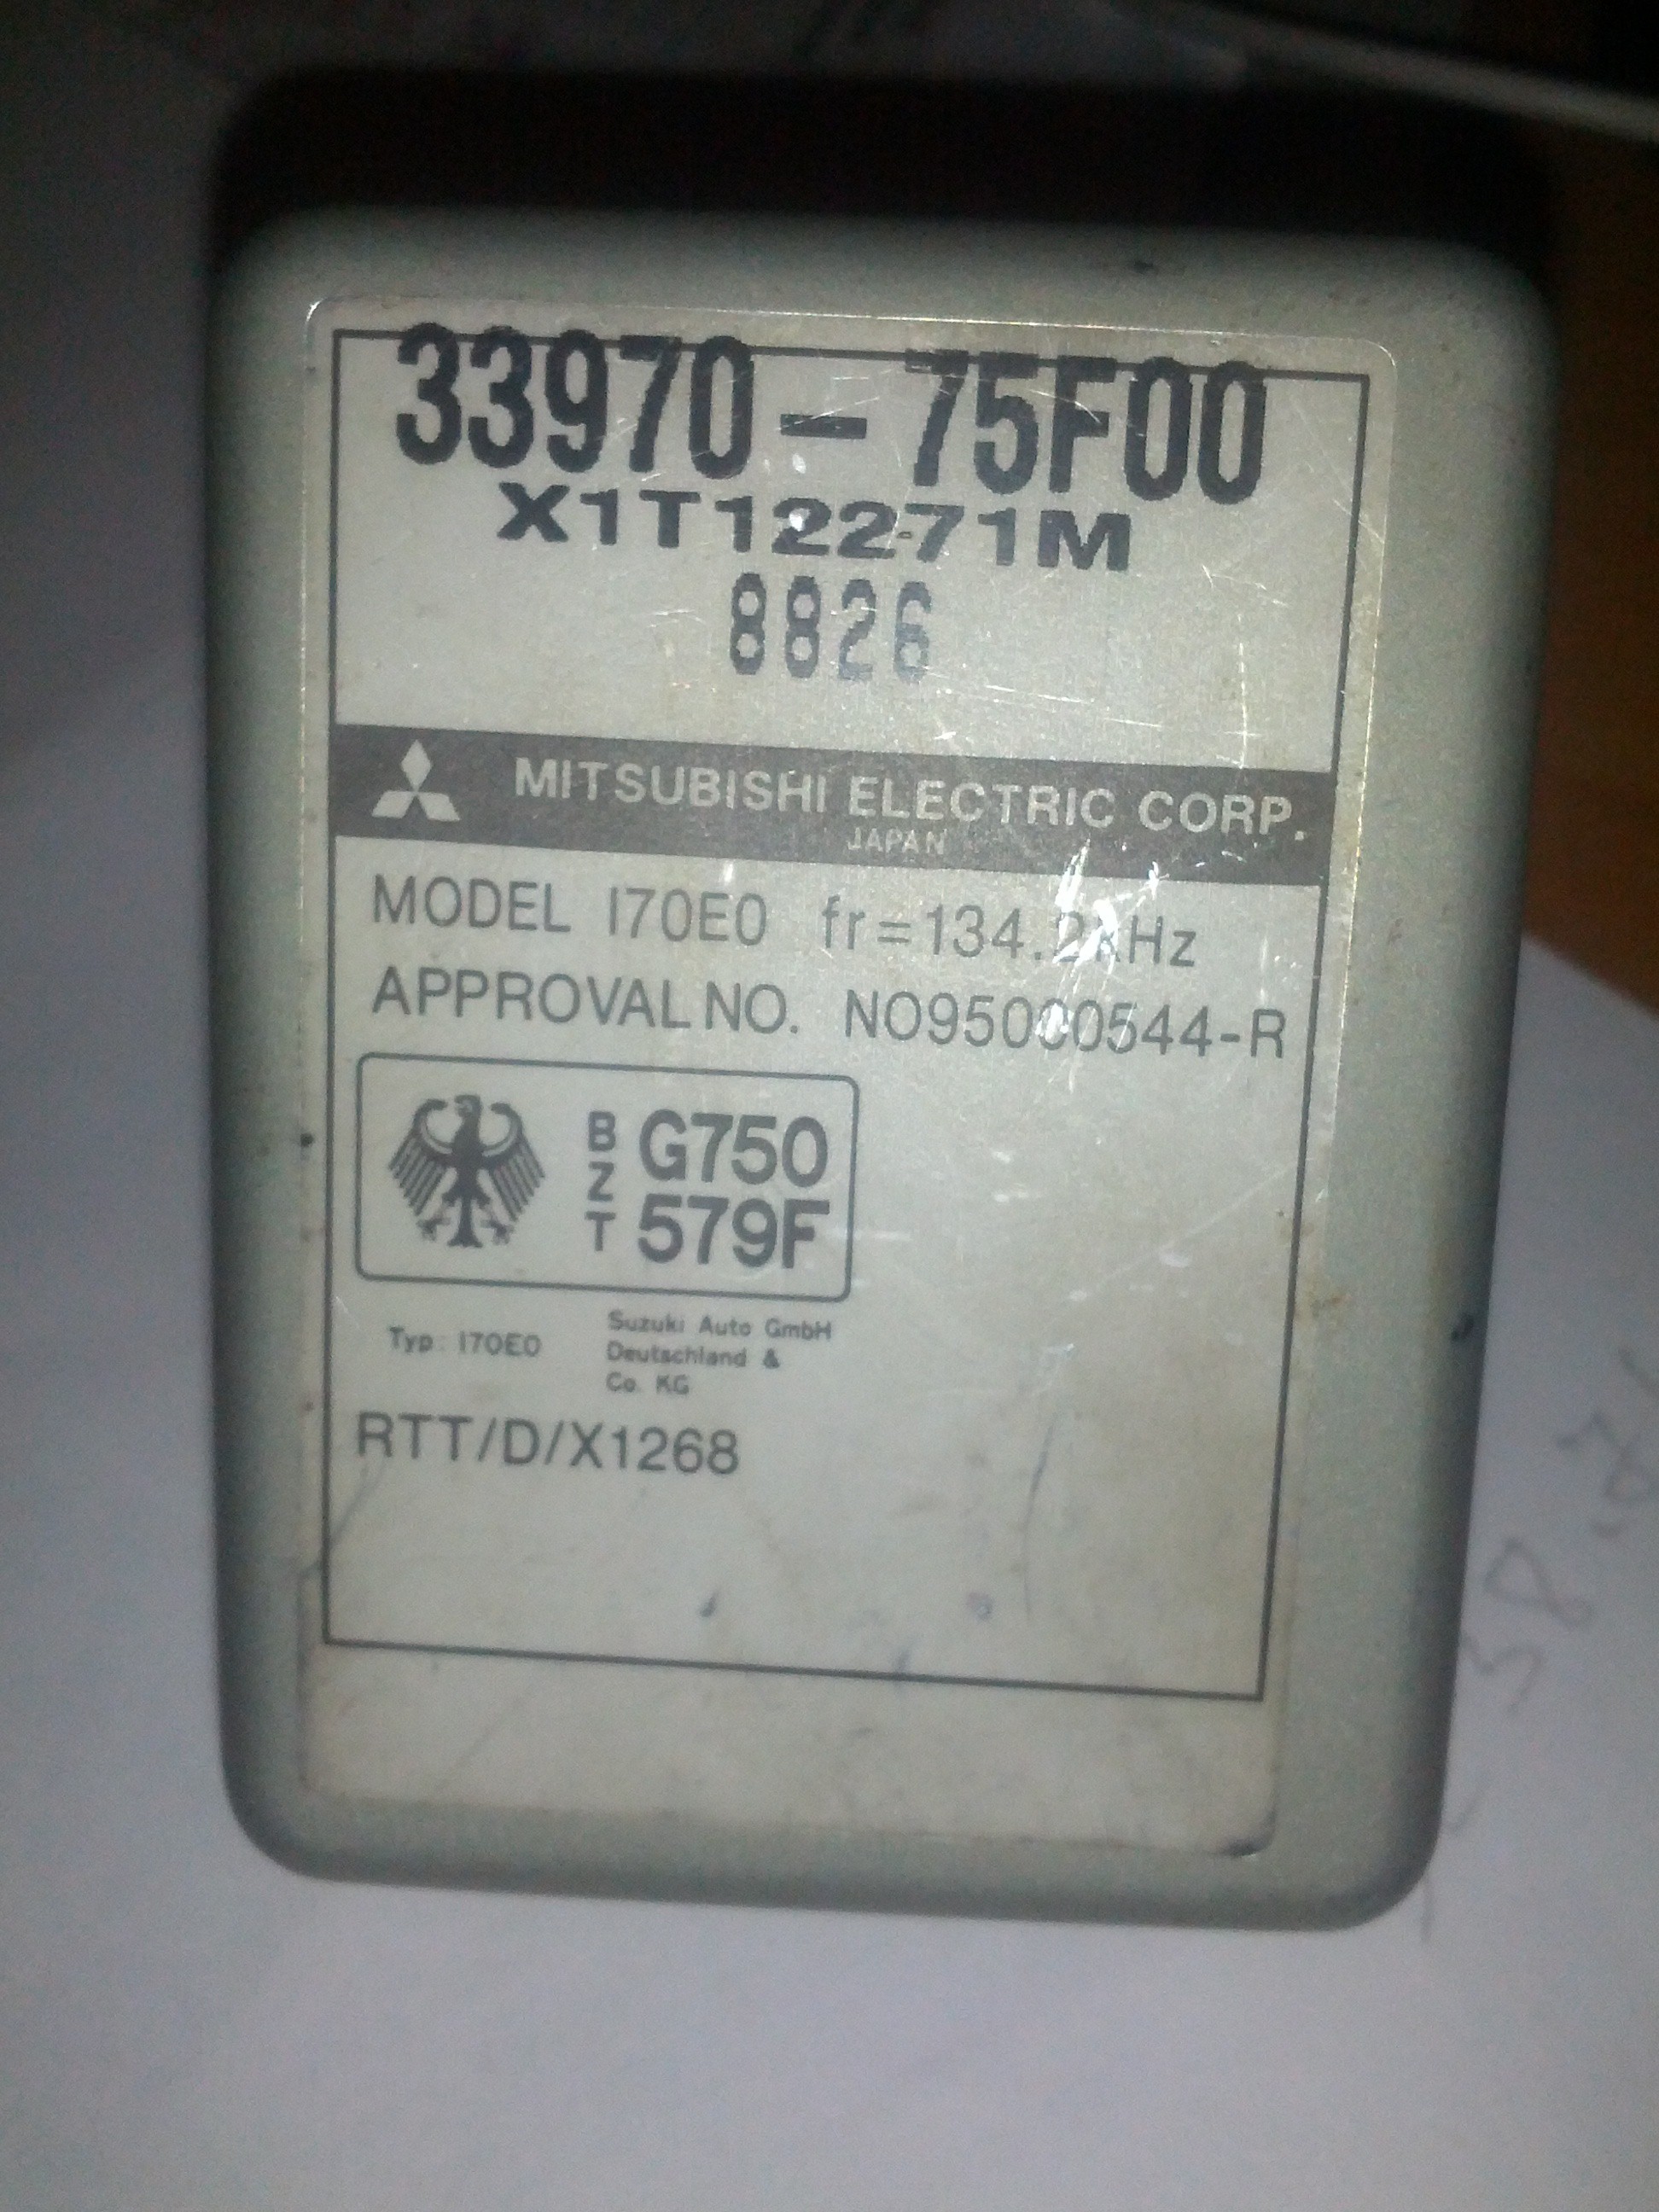 33970-75F00
X1T12271M
8826
MITSUBISHI ELECTRIC CORP.
JAPAN
MODEL I70E0 fr=134.2kHz
APPROVAL NO. NO95000544-R
BZT
G750
579F
Typ: I70E0
Suzuki Auto GmbH
Deutschland &
Co. KG
RTT/D/X1268